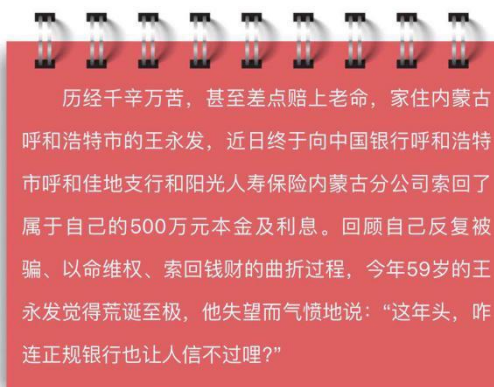 历经千辛万苦，甚至差点赔上老命，家住内蒙古
呼和浩特市的王永发，近日终于向中国银行呼和浩特
市呼和佳地支行和阳光人寿保险内蒙古分公司索回了
属于自己的500万元本金及利息。回顾自己反复被
骗、以命维权、索回钱财的曲折过程，今年59岁的王
永发觉得荒诞至极，他失望而气愤地说：“这年头，咋
连正规银行也让人信不过哩?”